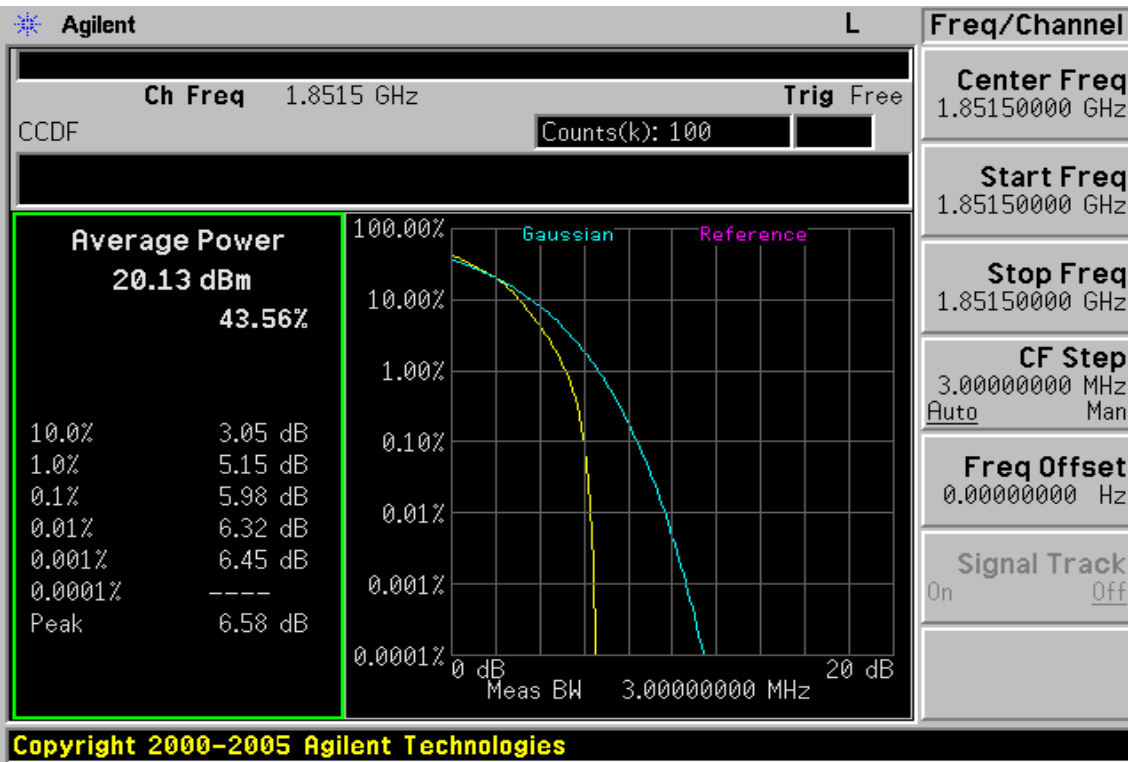 Agilent L Freq/Channel
Ch Freq 1.8515 GHz Trig Free
CCDF Counts(k): 100
Average Power
20.13 dBm
43.56%
10.0% 3.05 dB
1.0% 5.15 dB
0.1% 5.98 dB
0.01% 6.32 dB
0.001% 6.45 dB
0.0001% ----
Peak 6.58 dB
Gaussian Reference
100.00%
10.00%
1.00%
0.10%
0.01%
0.001%
0.0001%
0 dB 20 dB
Meas BW 3.00000000 MHz
Center Freq
1.85150000 GHz
Start Freq
1.85150000 GHz
Stop Freq
1.85150000 GHz
CF Step
3.00000000 MHz
Auto Man
Freq Offset
0.00000000 Hz
Signal Track
On Off
Copyright 2000-2005 Agilent Technologies